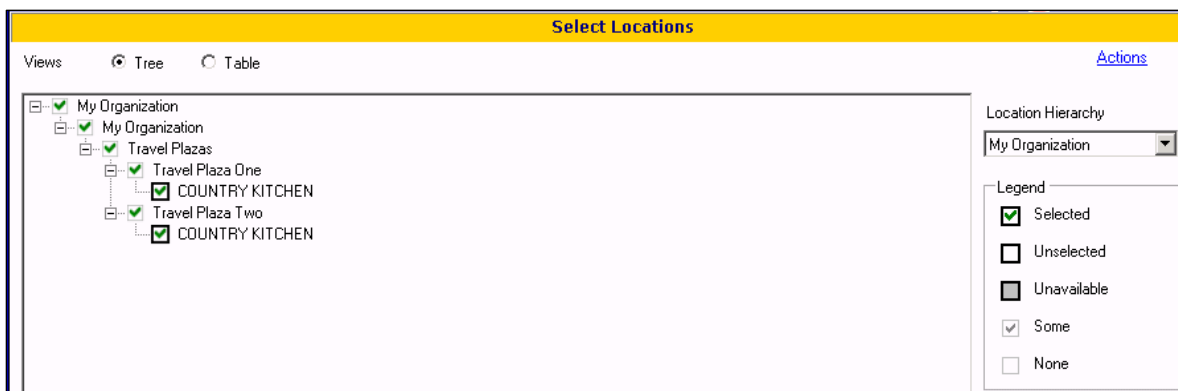 Select Locations
Views Tree Table Actions
My Organization
My Organization
Travel Plazas
Travel Plaza One
COUNTRY KITCHEN
Travel Plaza Two
COUNTRY KITCHEN
Location Hierarchy
My Organization
Legend
Selected
Unselected
Unavailable
Some
None